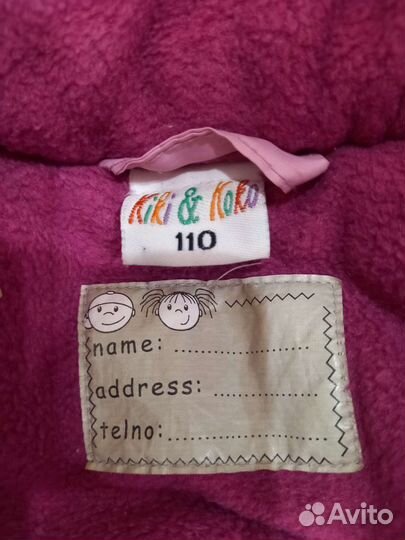 Kiki & Koko
110
name: ..........................
address: ....................
telno: ..........................
Avito